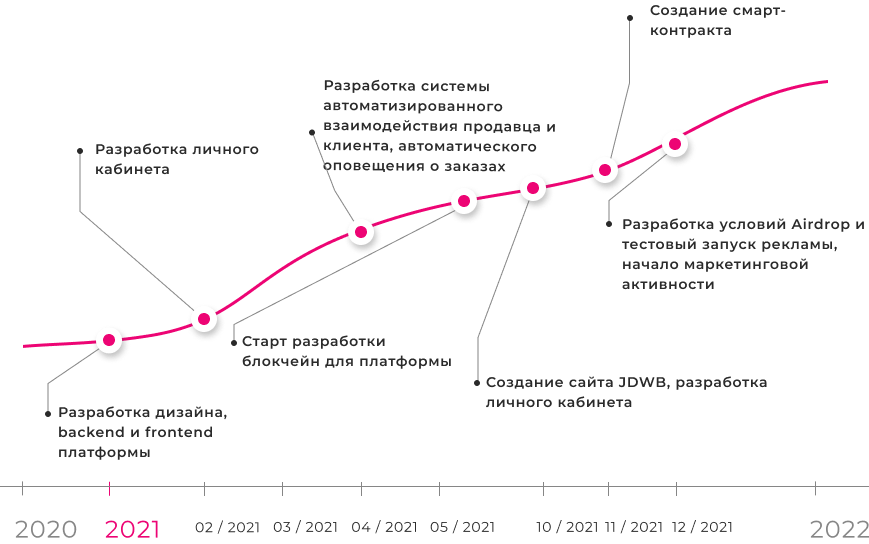 Создание смарт-
контракта
Разработка системы
автоматизированного
взаимодействия продавца и
клиента, автоматического
оповещения о заказах
Разработка личного
кабинета
Разработка условий Airdrop и
тестовый запуск рекламы,
начало маркетинговой
активности
Старт разработки
блокчейн для платформы
Создание сайта JDWB, разработка
личного кабинета
Разработка дизайна,
backend и frontend
платформы
2020 2021 02 / 2021 03 / 2021 04 / 2021 05 / 2021 10 / 2021 11 / 2021 12 / 2021 2022